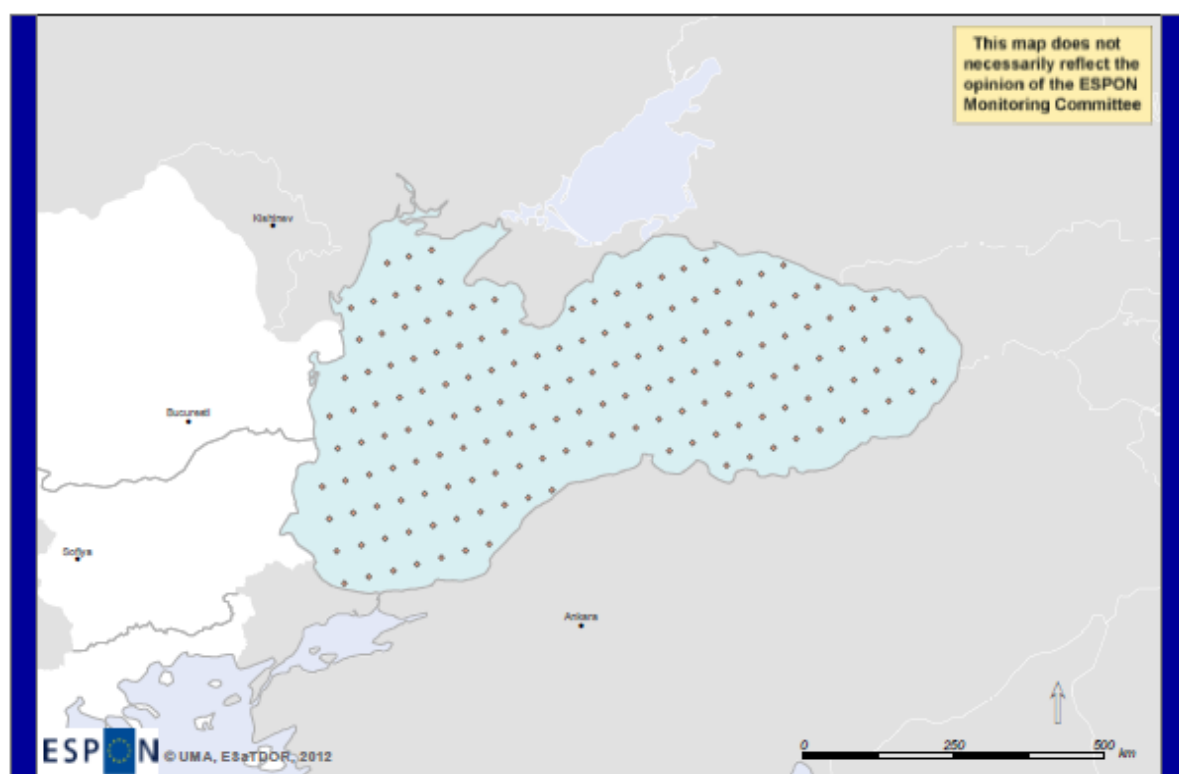 This map does not
necessarily reflect the
opinion of the ESPON
Monitoring Committee
Kishinev
Bucuresti
Sofiya
Ankara
0 250 500 km
ESPON © UMA, ESaTDOR, 2012